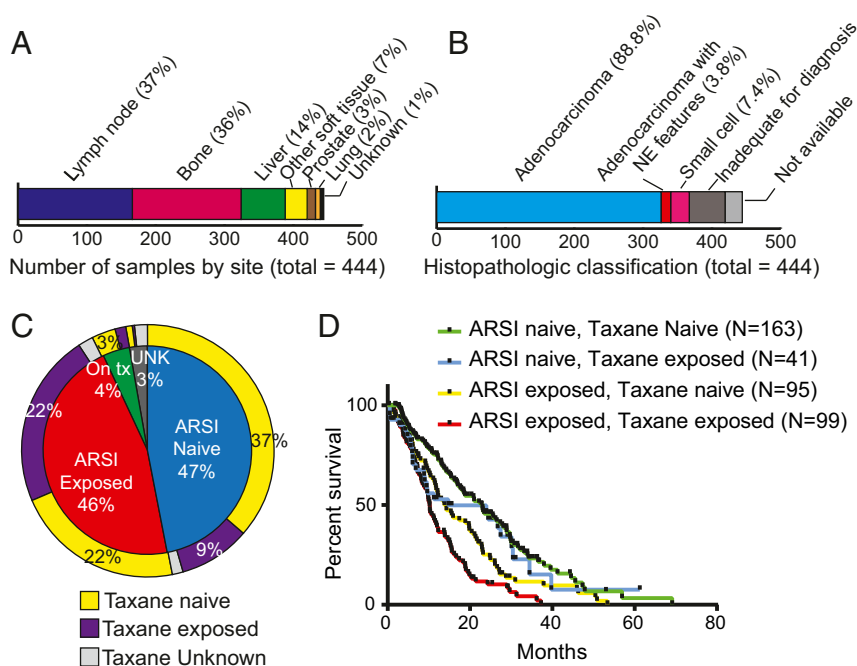 A
Lymph node (37%)
Bone (36%)
Liver (14%)
Other soft tissue (7%)
Prostate (3%)
Lung (2%)
Unknown (1%)
0 100 200 300 400 500
Number of samples by site (total = 444)
B
Adenocarcinoma (88.8%)
Adenocarcinoma with
NE features (3.8%)
Small cell (7.4%)
Inadequate for diagnosis
Not available
0 100 200 300 400 500
Histopathologic classification (total = 444)
C
3%
On tx
4%
UNK
3%
22%
37%
ARSI
Naive
47%
ARSI
Exposed
46%
22%
9%
Taxane naive
Taxane exposed
Taxane Unknown
D
ARSI naive, Taxane Naive (N=163)
ARSI naive, Taxane exposed (N=41)
ARSI exposed, Taxane naive (N=95)
ARSI exposed, Taxane exposed (N=99)
Percent survival
100
50
0
0 20 40 60 80
Months